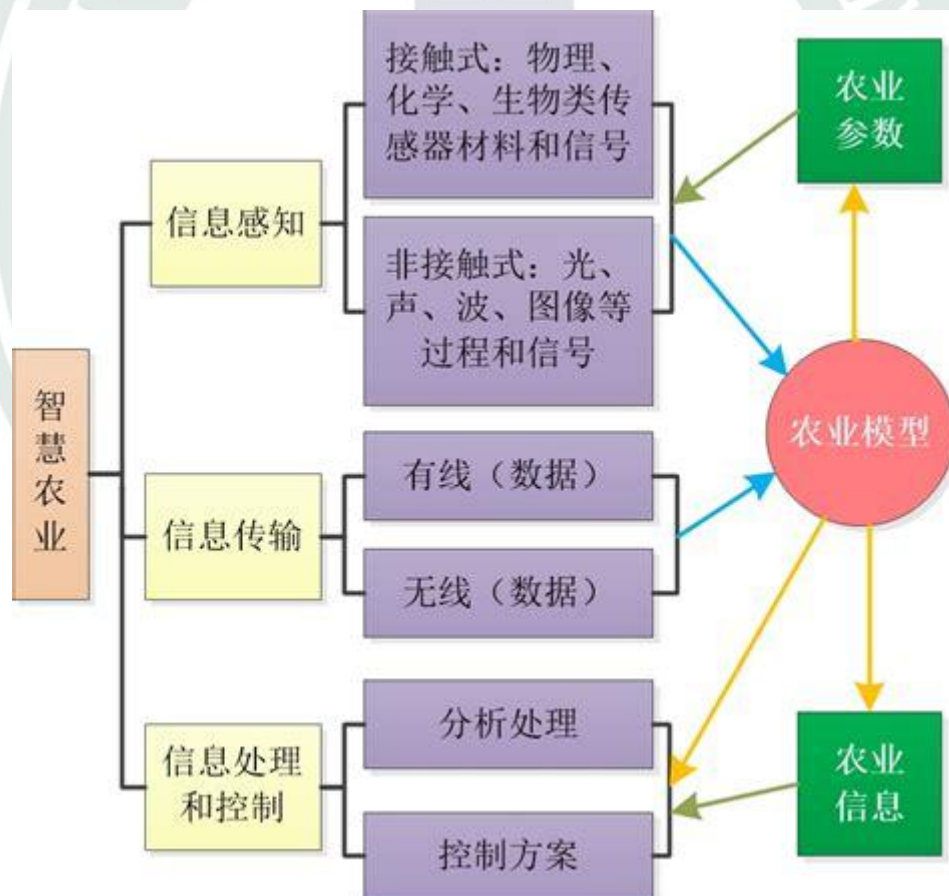 接触式：物理、
化学、生物类传
感器材料和信号
农业
参数
信息感知
非接触式：光、
声、波、图像等
过程和信号
智
慧
农
业
农业模型
有线（数据）
信息传输
无线（数据）
分析处理
信息处理
和控制
农业
信息
控制方案